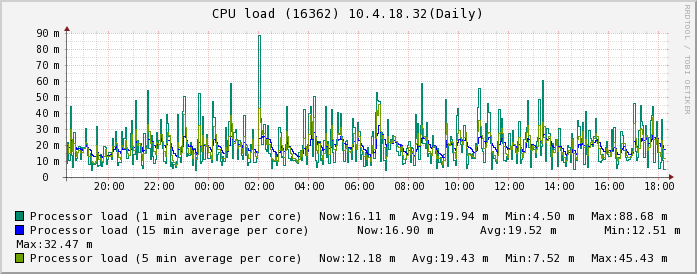 CPU load (16362) 10.4.18.32(Daily)
RRDTOOL / TOBI OETIKER
90 m
80 m
70 m
60 m
50 m
40 m
30 m
20 m
10 m
0
20:00 22:00 00:00 02:00 04:00 06:00 08:00 10:00 12:00 14:00 16:00 18:00
Processor load (1 min average per core) Now:16.11 m Avg:19.94 m Min:4.50 m Max:88.68 m
Processor load (15 min average per core) Now:16.90 m Avg:19.52 m Min:12.51 m
Max:32.47 m
Processor load (5 min average per core) Now:12.18 m Avg:19.43 m Min:7.52 m Max:45.43 m